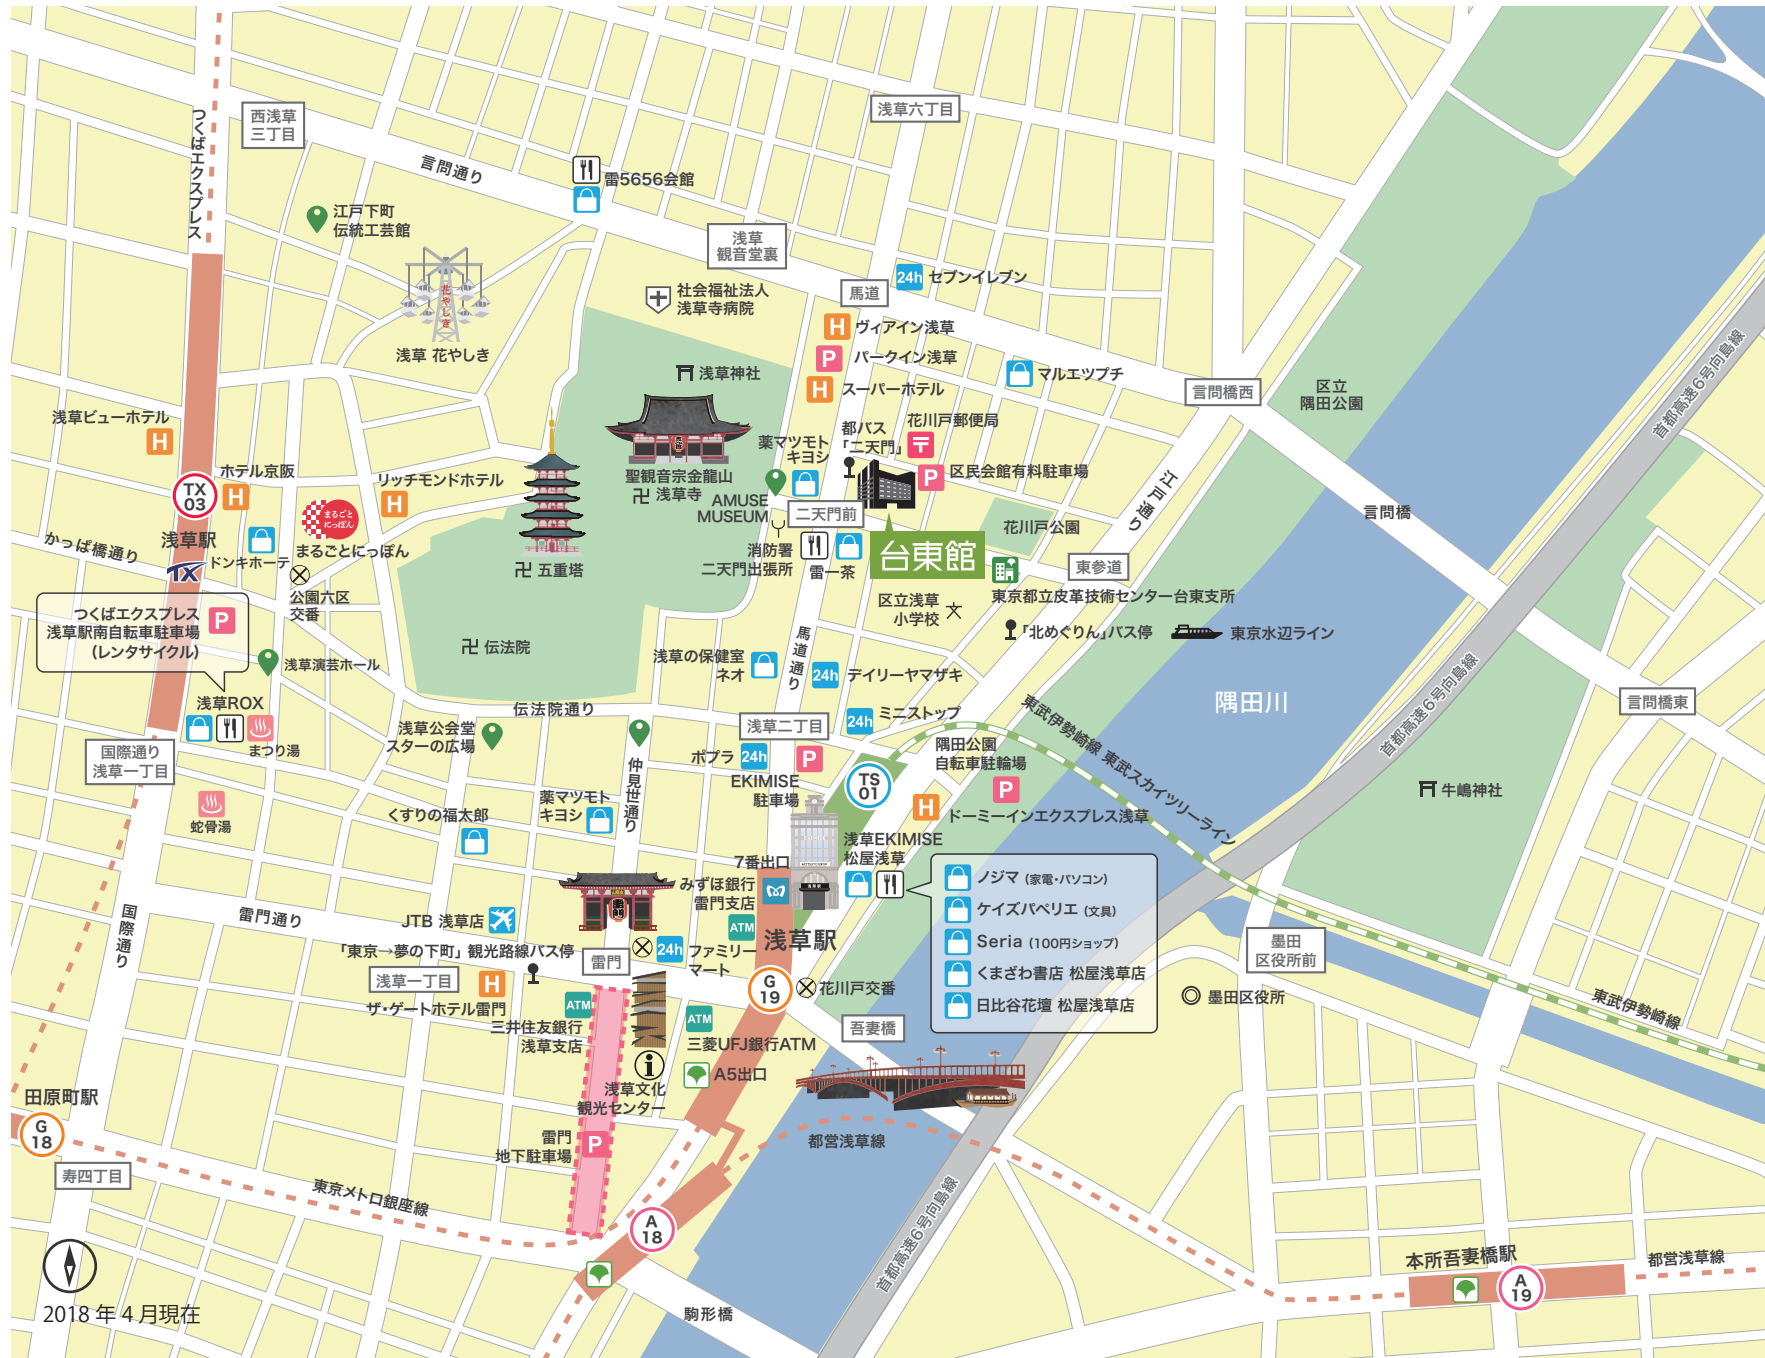 つくばエクスプレス
西浅草
三丁目
言問通り
浅草六丁目
雷5656会館
江戸下町
伝統工芸館
花やしき
浅草 花やしき
浅草
観音堂裏
社会福祉法人
浅草寺病院
馬道
24h セブンイレブン
H ヴィアイン浅草
P パークイン浅草
H スーパーホテル
マルエツプチ
言問橋西
区立
隅田公園
首都高速6号向島線
浅草神社
浅草ビューホテル
H
ホテル京阪
H
TX
03
浅草駅
TX
リッチモンドホテル
H
まるごと
にっぽん
まるごとにっぽん
ドンキホーテ
かっぱ橋通り
公園六区
交番
聖観音宗金龍山
卍 浅草寺
卍 五重塔
薬マツモト
キヨシ
AMUSE
MUSEUM
都バス
「二天門」
花川戸郵便局
〒
P 区民会館有料駐車場
二天門前
消防署
二天門出張所
雷一茶
台東館
花川戸公園
江戸通り
言問橋
東参道
東京都立皮革技術センター台東支所
区立浅草
小学校
文
「北めぐりん」バス停
東京水辺ライン
つくばエクスプレス
浅草駅南自転車駐車場
(レンタサイクル)
P
浅草演芸ホール
浅草ROX
まつり湯
卍 伝法院
伝法院通り
浅草の保健室
ネオ
馬道通り
24h デイリーヤマザキ
隅田川
首都高速6号向島線
言問橋東
国際通り
浅草一丁目
浅草公会堂
スターの広場
浅草二丁目
24h ミニストップ
ポプラ 24h
P
EKIMISE
駐車場
TS
01
隅田公園
自転車駐輪場
P
東武伊勢崎線 東武スカイツリーライン
H ドーミーインエクスプレス浅草
牛嶋神社
蛇骨湯
くすりの福太郎
薬マツモト
キヨシ
仲見世通り
浅草EKIMISE
松屋浅草
7番出口
みずほ銀行
雷門支店
ATM
浅草駅
ノジマ (家電・パソコン)
ケイズパペリエ (文具)
Seria (100円ショップ)
くまざわ書店 松屋浅草店
日比谷花壇 松屋浅草店
国際通り
雷門通り
JTB 浅草店
「東京→夢の下町」 観光路線バス停
24h ファミリー
マート
雷門
浅草一丁目
H
ザ・ゲートホテル雷門
G
19
花川戸交番
吾妻橋
墨田
区役所前
墨田区役所
東武伊勢崎線
ATM
三井住友銀行
浅草支店
ATM
三菱UFJ銀行ATM
A5出口
浅草文化
観光センター
田原町駅
G
18
雷門
地下駐車場
P
都営浅草線
寿四丁目
東京メトロ銀座線
A
18
首都高速6号向島線
駒形橋
本所吾妻橋駅
A
19
都営浅草線
2018 年 4 月現在